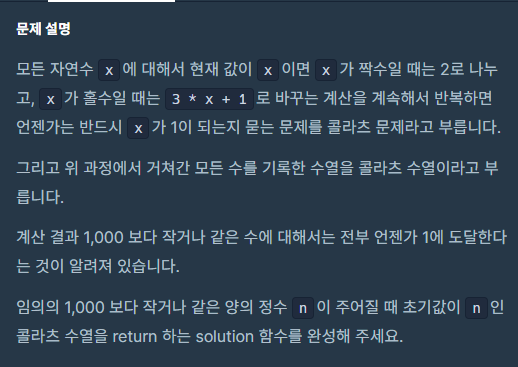 문제 설명
모든 자연수 x 에 대해서 현재 값이 x 이면 x 가 짝수일 때는 2로 나누
고, x 가 홀수일 때는 3 * x + 1 로 바꾸는 계산을 계속해서 반복하면
언젠가는 반드시 x 가 1이 되는지 묻는 문제를 콜라츠 문제라고 부릅니다.
그리고 위 과정에서 거쳐간 모든 수를 기록한 수열을 콜라츠 수열이라고 부
릅니다.
계산 결과 1,000 보다 작거나 같은 수에 대해서는 전부 언젠가 1에 도달한다
는 것이 알려져 있습니다.
임의의 1,000 보다 작거나 같은 양의 정수 n 이 주어질 때 초기값이 n 인
콜라츠 수열을 return 하는 solution 함수를 완성해 주세요.